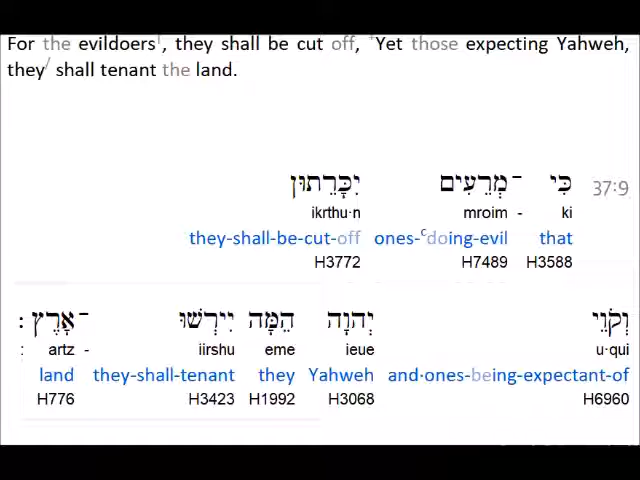 For the evildoers', they shall be cut off, +Yet those expecting Yahweh,
they/ shall tenant the land.
37:9 כִּי ־ מְרֵעִים יִכָּרֵתוּן
ikrthu·n mroim - ki
they-shall-be-cut-off ones-cdoing-evil that
H3772 H7489 H3588
וְקֹוֵי יְהוָה הֵמָּה יִירְשׁוּ ־ אָרֶץ :
: artz - iirshu eme ieue u·qui
land they-shall-tenant they Yahweh and·ones-being-expectant-of
H776 H3423 H1992 H3068 H6960